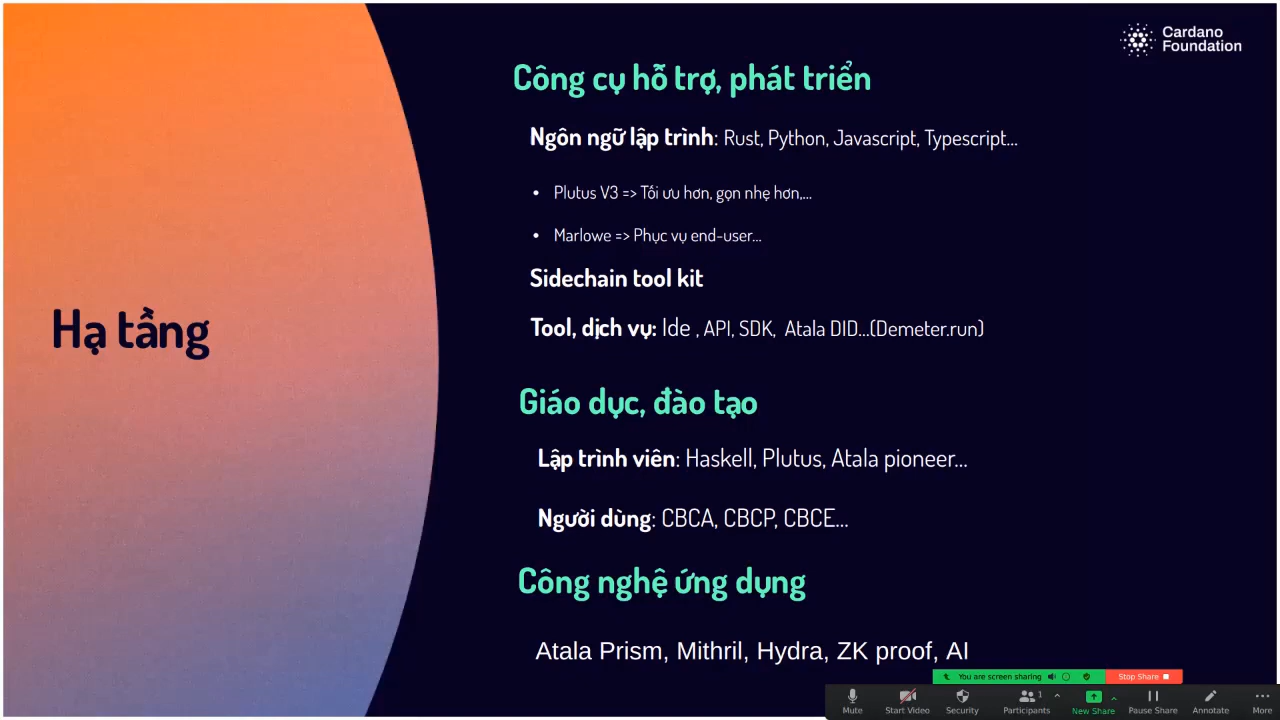 Cardano
Foundation
Hạ tầng
Công cụ hỗ trợ, phát triển
Ngôn ngữ lập trình: Rust, Python, Javascript, Typescript...
• Plutus V3 => Tối ưu hơn, gọn nhẹ hơn,...
• Marlowe => Phục vụ end-user...
Sidechain tool kit
Tool, dịch vụ: Ide , API, SDK, Atala DID...(Demeter.run)
Giáo dục, đào tạo
Lập trình viên: Haskell, Plutus, Atala pioneer...
Người dùng: CBCA, CBCP, CBCE...
Công nghệ ứng dụng
Atala Prism, Mithril, Hydra, ZK proof, AI
You are screen sharing
Stop Share
Mute
Start Video
Security
Participants
1
New Share
Pause Share
Annotate
More